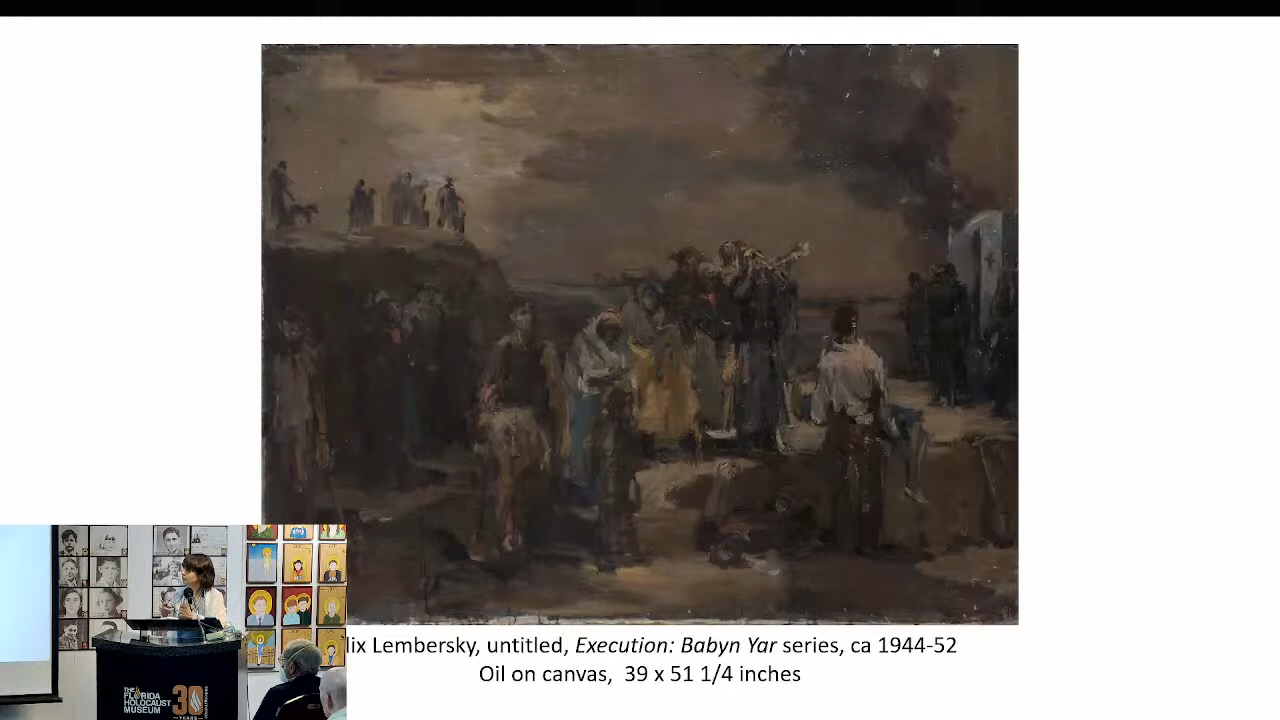 lix Lembersky, untitled, Execution: Babyn Yar series, ca 1944-52
Oil on canvas, 39 x 51 1/4 inches
THE
FLORIDA
HOLOCAUST
MUSEUM
30
YEARS